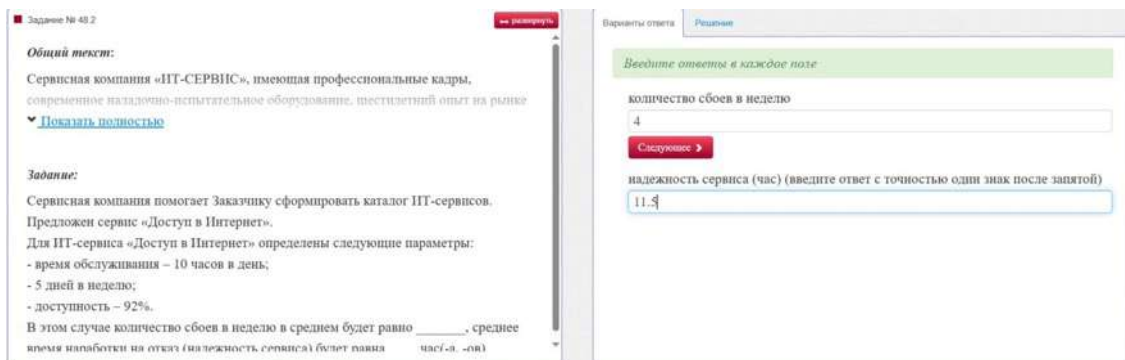 Задание № 48.2
развернуть
Общий текст:
Сервисная компания «ИТ-СЕРВИС», имеющая профессиональные кадры,
современное наладочно-испытательное оборудование, шестилетний опыт на рынке
Показать полностью
Задание:
Сервисная компания помогает Заказчику сформировать каталог ИТ-сервисов.
Предложен сервис «Доступ в Интернет».
Для ИТ-сервиса «Доступ в Интернет» определены следующие параметры:
- время обслуживания – 10 часов в день;
- 5 дней в неделю;
- доступность – 92%.
В этом случае количество сбоев в неделю в среднем будет равно _______, среднее
время наработки на отказ (надежность сервиса) будет равна ____ час(-а, -ов)
Варианты ответа
Решение
Введите ответы в каждое поле
количество сбоев в неделю
4
Следующее
надежность сервиса (час) (введите ответ с точностью один знак после запятой)
11.5